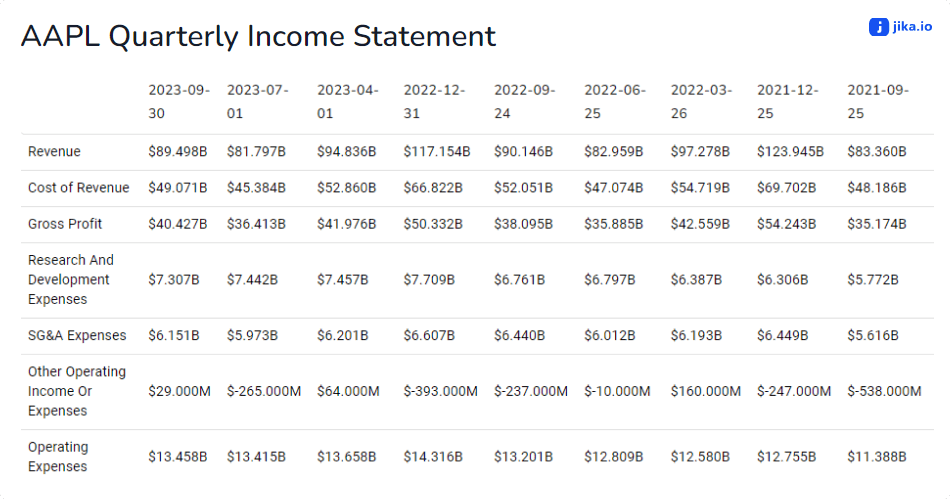 AAPL Quarterly Income Statement
jika.io
2023-09-30 2023-07-01 2023-04-01 2022-12-31 2022-09-24 2022-06-25 2022-03-26 2021-12-25 2021-09-25
Revenue $89.498B $81.797B $94.836B $117.154B $90.146B $82.959B $97.278B $123.945B $83.360B
Cost of Revenue $49.071B $45.384B $52.860B $66.822B $52.051B $47.074B $54.719B $69.702B $48.186B
Gross Profit $40.427B $36.413B $41.976B $50.332B $38.095B $35.885B $42.559B $54.243B $35.174B
Research And Development Expenses $7.307B $7.442B $7.457B $7.709B $6.761B $6.797B $6.387B $6.306B $5.772B
SG&A Expenses $6.151B $5.973B $6.201B $6.607B $6.440B $6.012B $6.193B $6.449B $5.616B
Other Operating Income Or Expenses $29.000M $-265.000M $64.000M $-393.000M $-237.000M $-10.000M $160.000M $-247.000M $-538.000M
Operating Expenses $13.458B $13.415B $13.658B $14.316B $13.201B $12.809B $12.580B $12.755B $11.388B